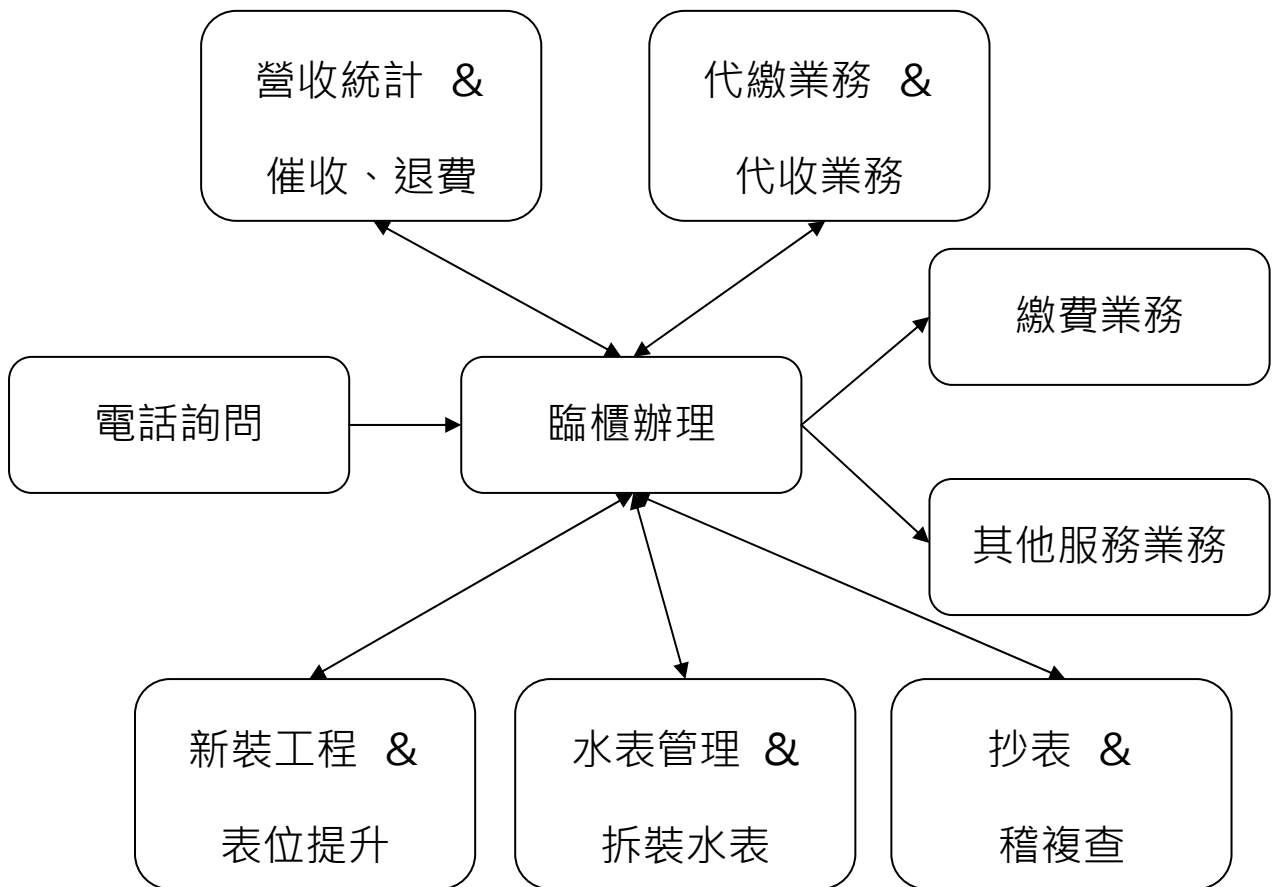 營收統計 &
催收、退費
代繳業務 &
代收業務
繳費業務
電話詢問
臨櫃辦理
其他服務業務
新裝工程 &
表位提升
水表管理 &
拆裝水表
抄表 &
稽複查